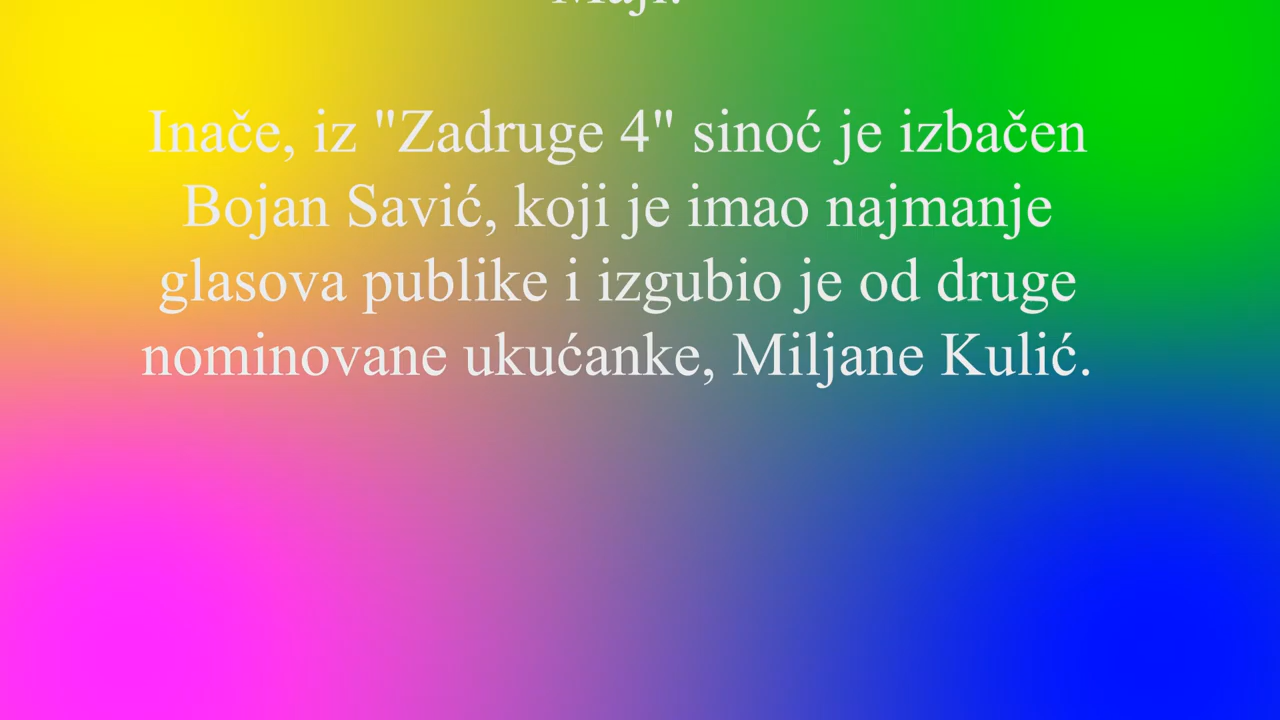 Inače, iz "Zadruge 4" sinoć je izbačen
Bojan Savić, koji je imao najmanje
glasova publike i izgubio je od druge
nominovane ukućanke, Miljane Kulić.